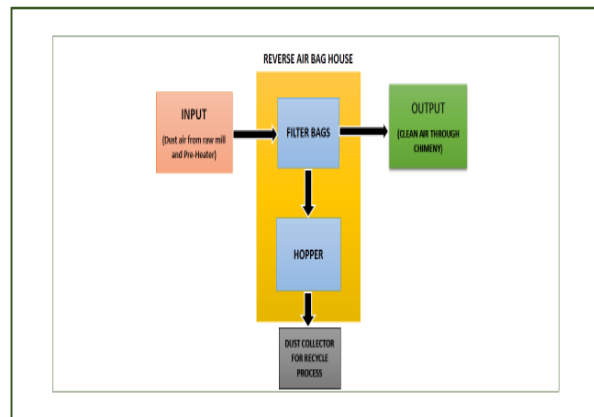 REVERSE AIR BAG HOUSE
INPUT
(Dust air from raw mill
and Pre-Heater)
FILTER BAGS
OUTPUT
(CLEAN AIR THROUGH
CHIMENY)
HOPPER
DUST COLLECTOR
FOR RECYCLE
PROCESS